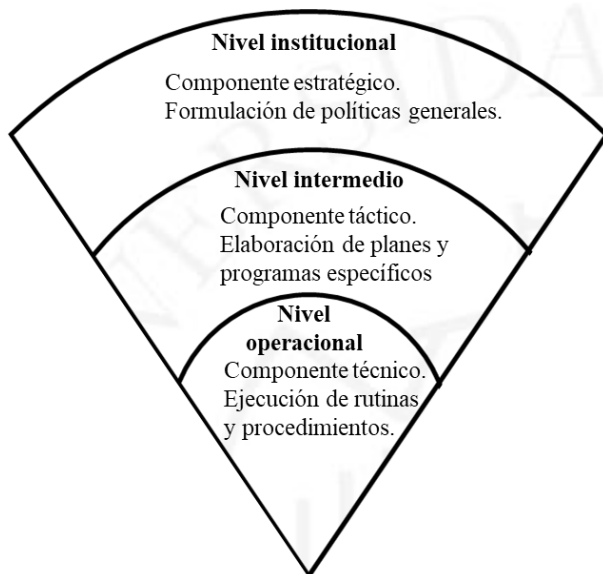 Nivel institucional
Componente estratégico.
Formulación de políticas generales.
Nivel intermedio
Componente táctico.
Elaboración de planes y
programas específicos
Nivel
operacional
Componente técnico.
Ejecución de rutinas
y procedimientos.